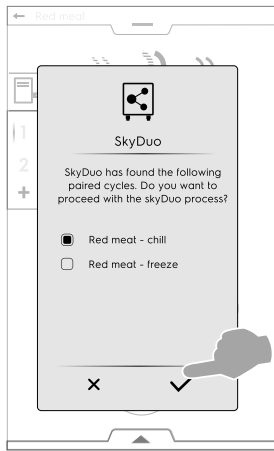 ← Red meat
SkyDuo
SkyDuo has found the following
paired cycles. Do you want to
proceed with the skyDuo process?
Red meat - chill
Red meat - freeze
1
2
+